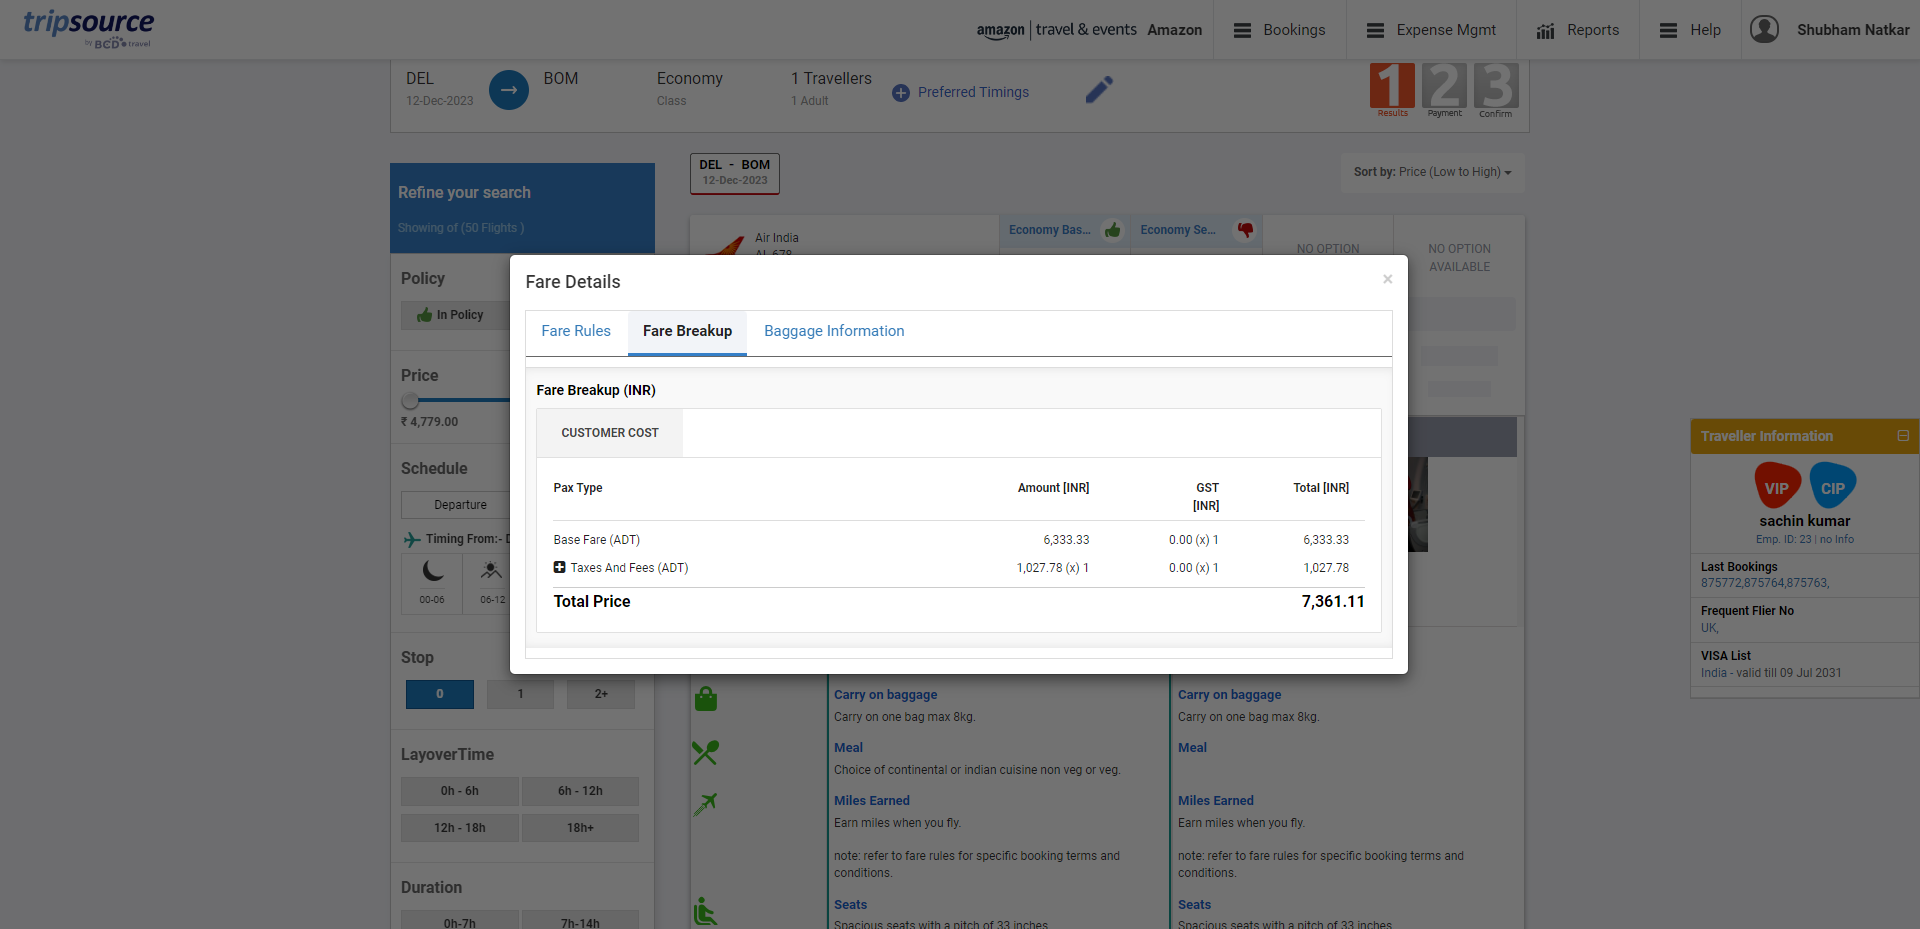 tripsource
by BCD travel
amazon | travel & events Amazon
Bookings
Expense Mgmt
Reports
Help
Shubham Natkar
DEL
12-Dec-2023
BOM
Economy
Class
1 Travellers
1 Adult
Preferred Timings
1 2 3
Results Payment Confirm
Refine your search
Showing of (50 Flights )
DEL - BOM
12-Dec-2023
Sort by: Price (Low to High)
Policy
In Policy
Price
₹ 4,779.00
Schedule
Departure
Timing From:-
00-06
06-12
Stop
0
1
2+
LayoverTime
0h - 6h
6h - 12h
12h - 18h
18h+
Duration
0h-7h
7h-14h
Air India
Economy Bas...
Economy Se...
NO OPTION
NO OPTION
AVAILABLE
Fare Details
×
Fare Rules
Fare Breakup
Baggage Information
Fare Breakup (INR)
CUSTOMER COST
Pax Type Amount [INR] GST [INR] Total [INR]
Base Fare (ADT) 6,333.33 0.00 (x) 1 6,333.33
Taxes And Fees (ADT) 1,027.78 (x) 1 0.00 (x) 1 1,027.78
Total Price 7,361.11
Carry on baggage
Carry on one bag max 8kg.
Meal
Choice of continental or indian cuisine non veg or veg.
Miles Earned
Earn miles when you fly.
note: refer to fare rules for specific booking terms and
conditions.
Seats
Spacious seats with a pitch of 33 inches
Carry on baggage
Carry on one bag max 8kg.
Meal
Miles Earned
Earn miles when you fly.
note: refer to fare rules for specific booking terms and
conditions.
Seats
Spacious seats with a pitch of 33 inches
Traveller Information
VIP
CIP
sachin kumar
Emp. ID: 23 | no Info
Last Bookings
875772,875764,875763,
Frequent Flier No
UK,
VISA List
India - valid till 09 Jul 2031